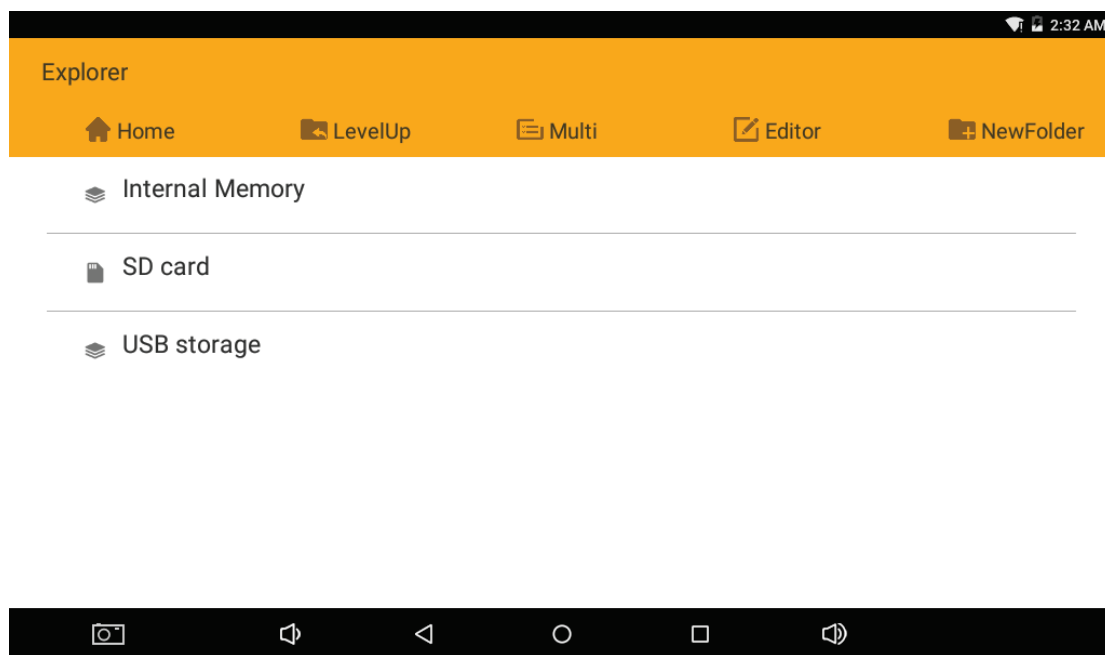 2:32 AM
Explorer
Home LevelUp Multi Editor NewFolder
Internal Memory
SD card
USB storage